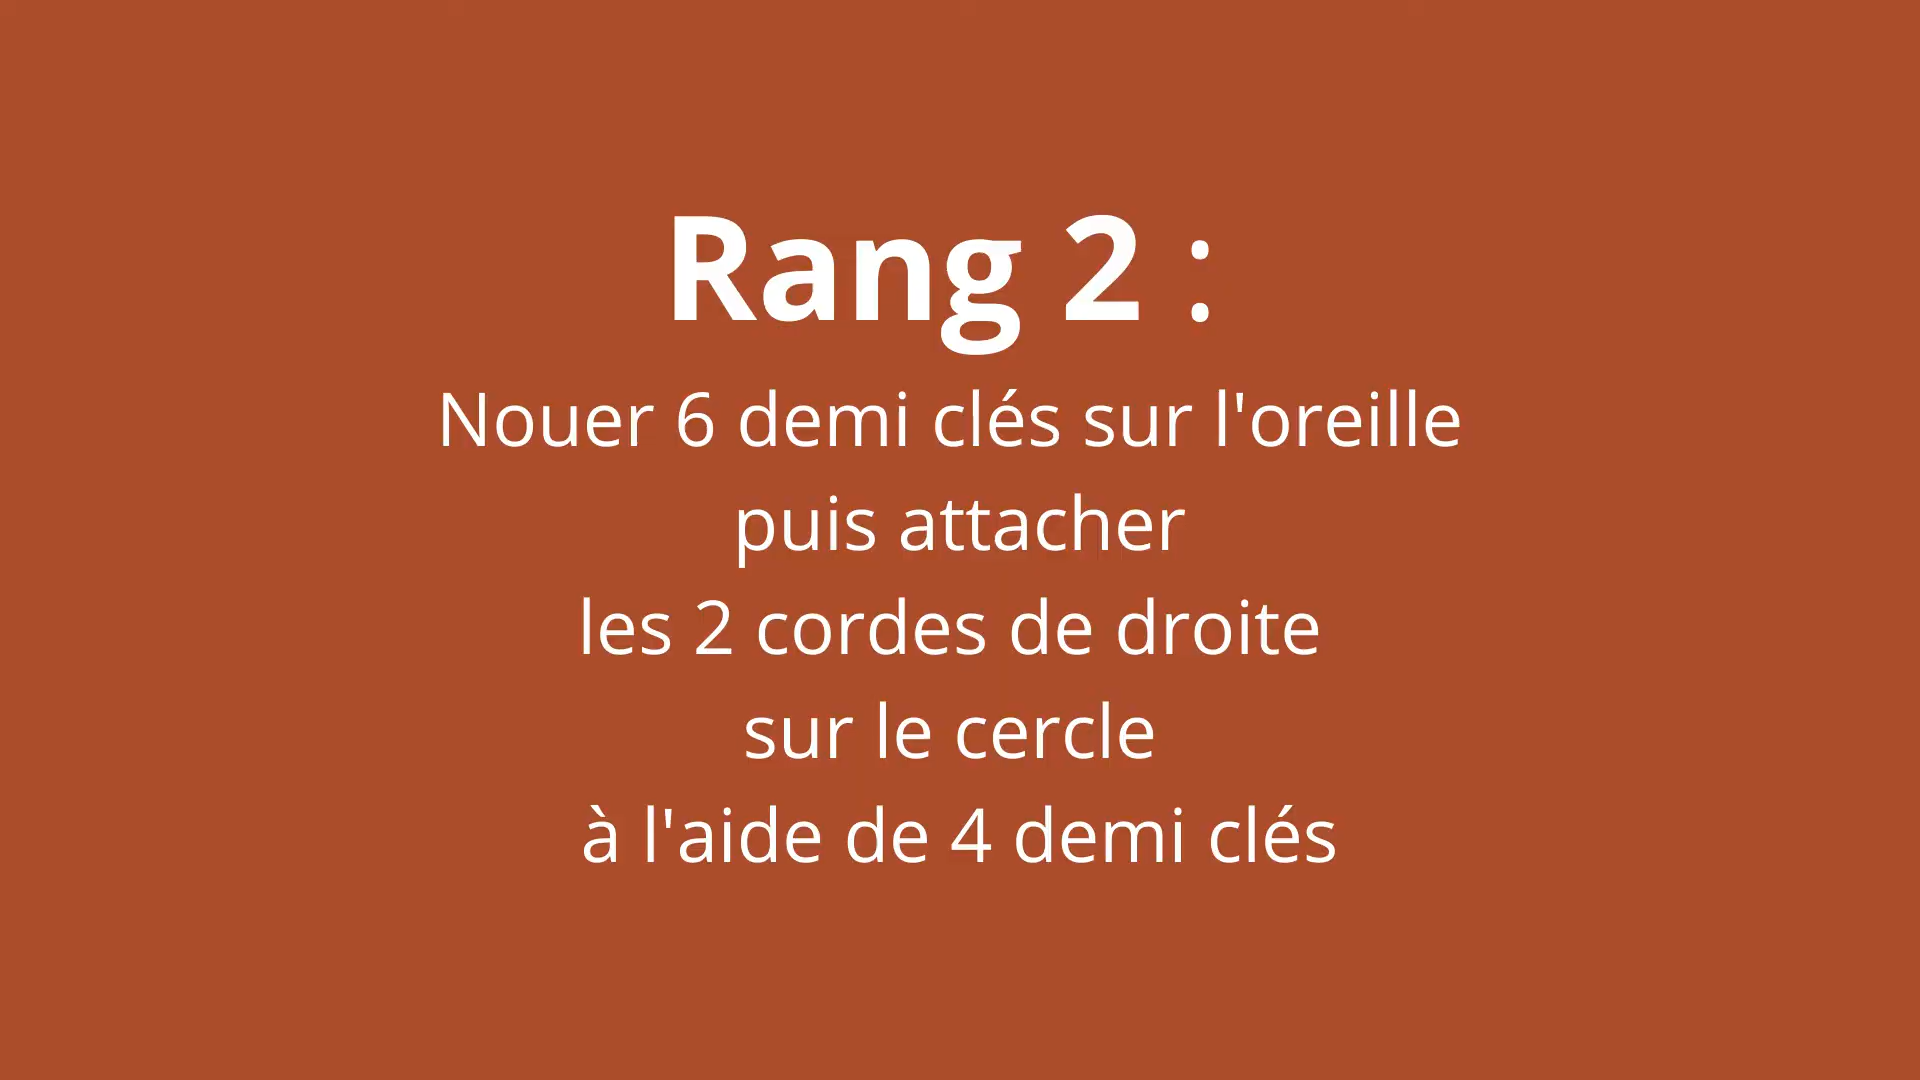 Rang 2 :
Nouer 6 demi clés sur l'oreille
puis attacher
les 2 cordes de droite
sur le cercle
à l'aide de 4 demi clés